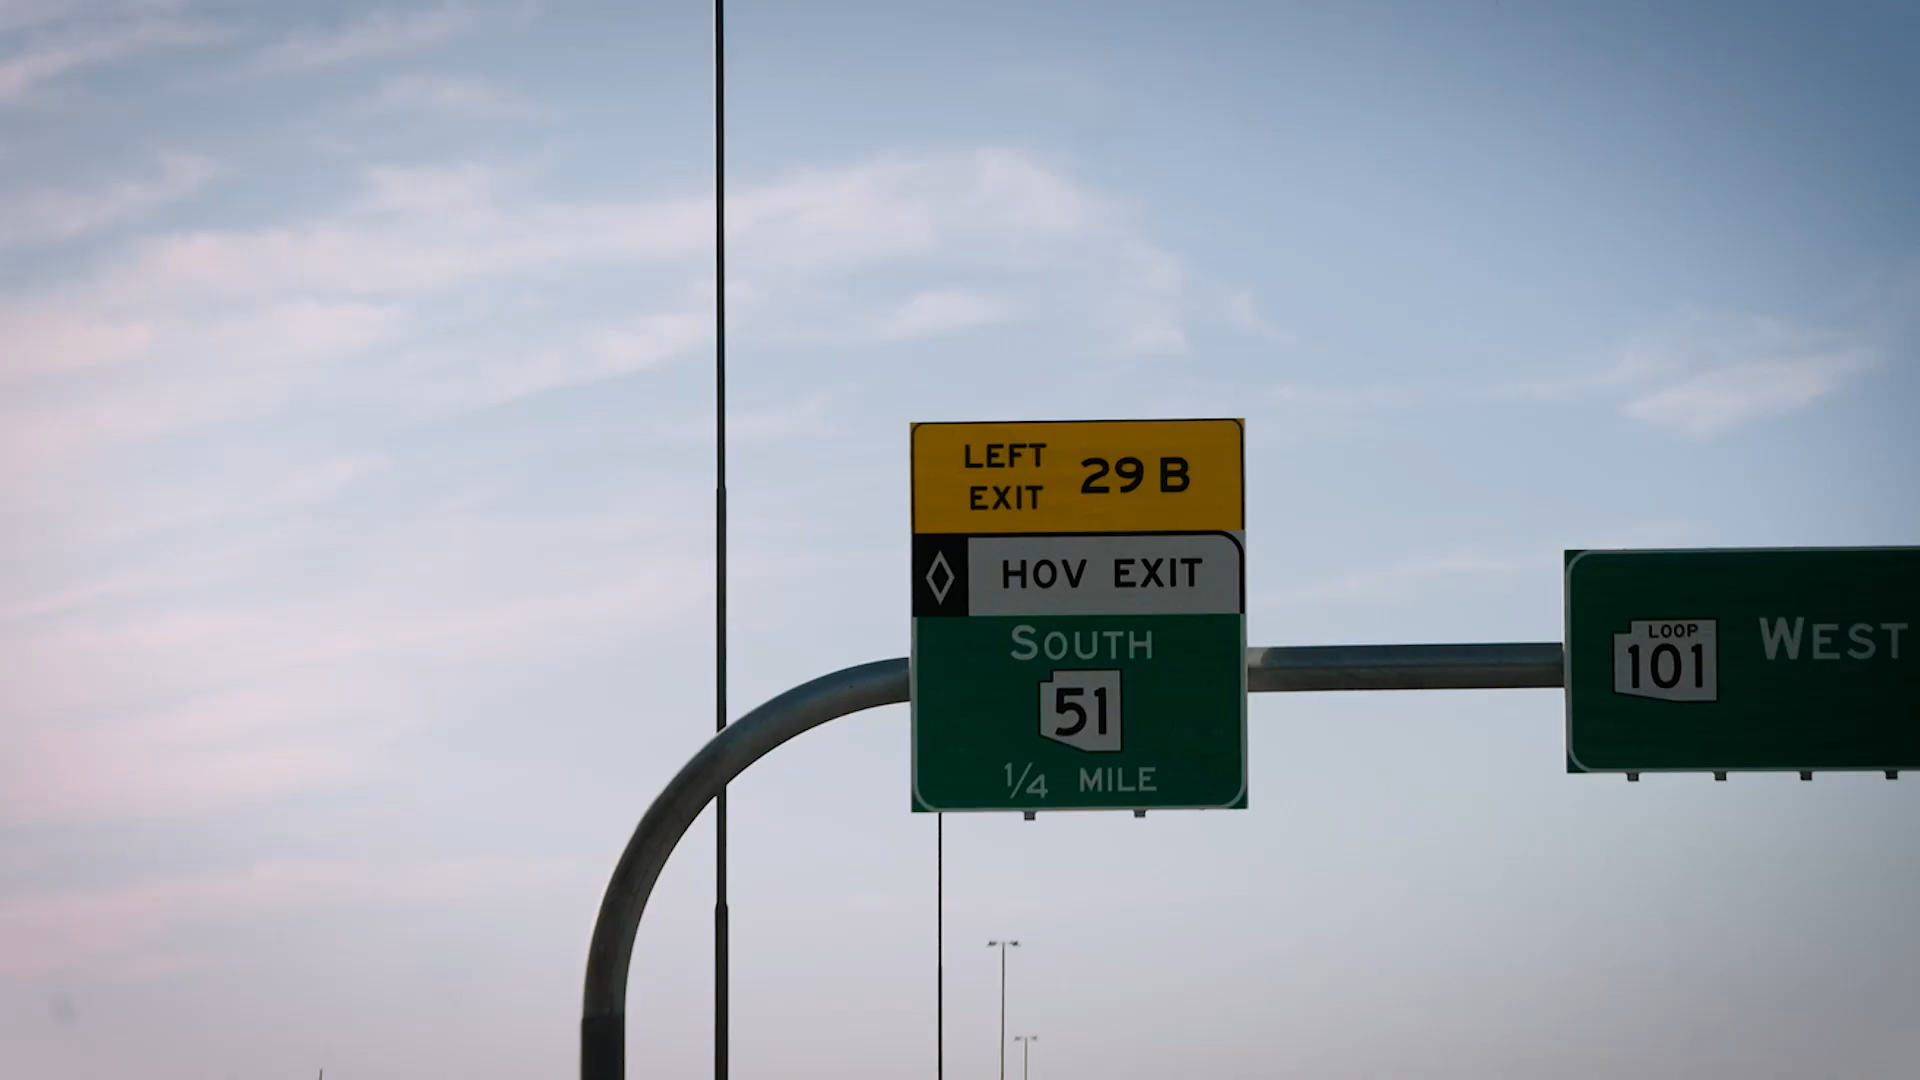 LEFT EXIT 29 B
HOV EXIT
SOUTH
51
1/4 MILE
LOOP
101
WEST